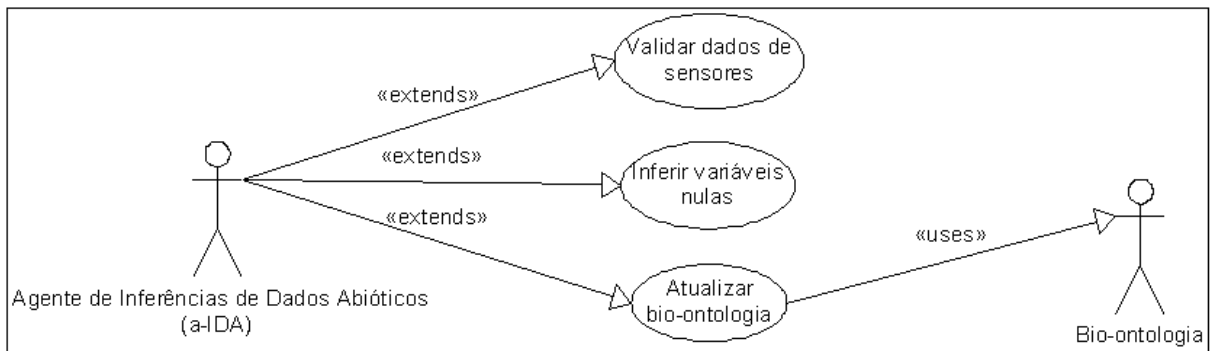 Validar dados de
sensores
«extends»
«extends»
Inferir variáveis
nulas
«extends»
«uses»
Atualizar
bio-ontologia
Agente de Inferências de Dados Abióticos
(a-IDA)
Bio-ontologia